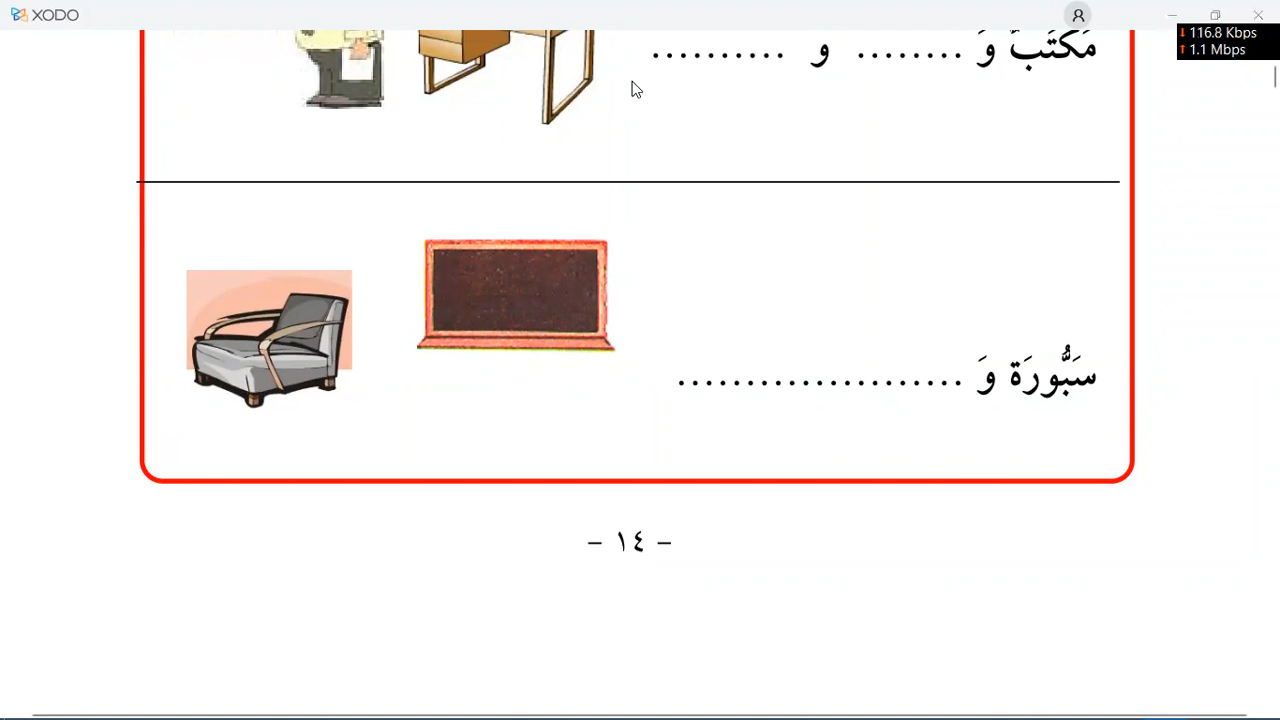 XODO
116.8 Kbps
1.1 Mbps
مَكْتَبٌ وَ ......... و ...........
سَبُّورَة وَ ......................
- ١٤ -